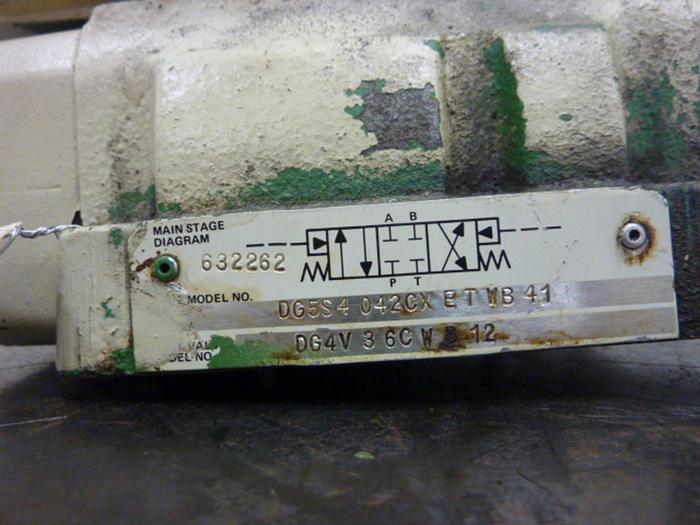 MAIN STAGE
DIAGRAM
632262
A B
P T
MODEL NO. DG5S4 042CX E T WB 41
DG4V 3 6C W 12